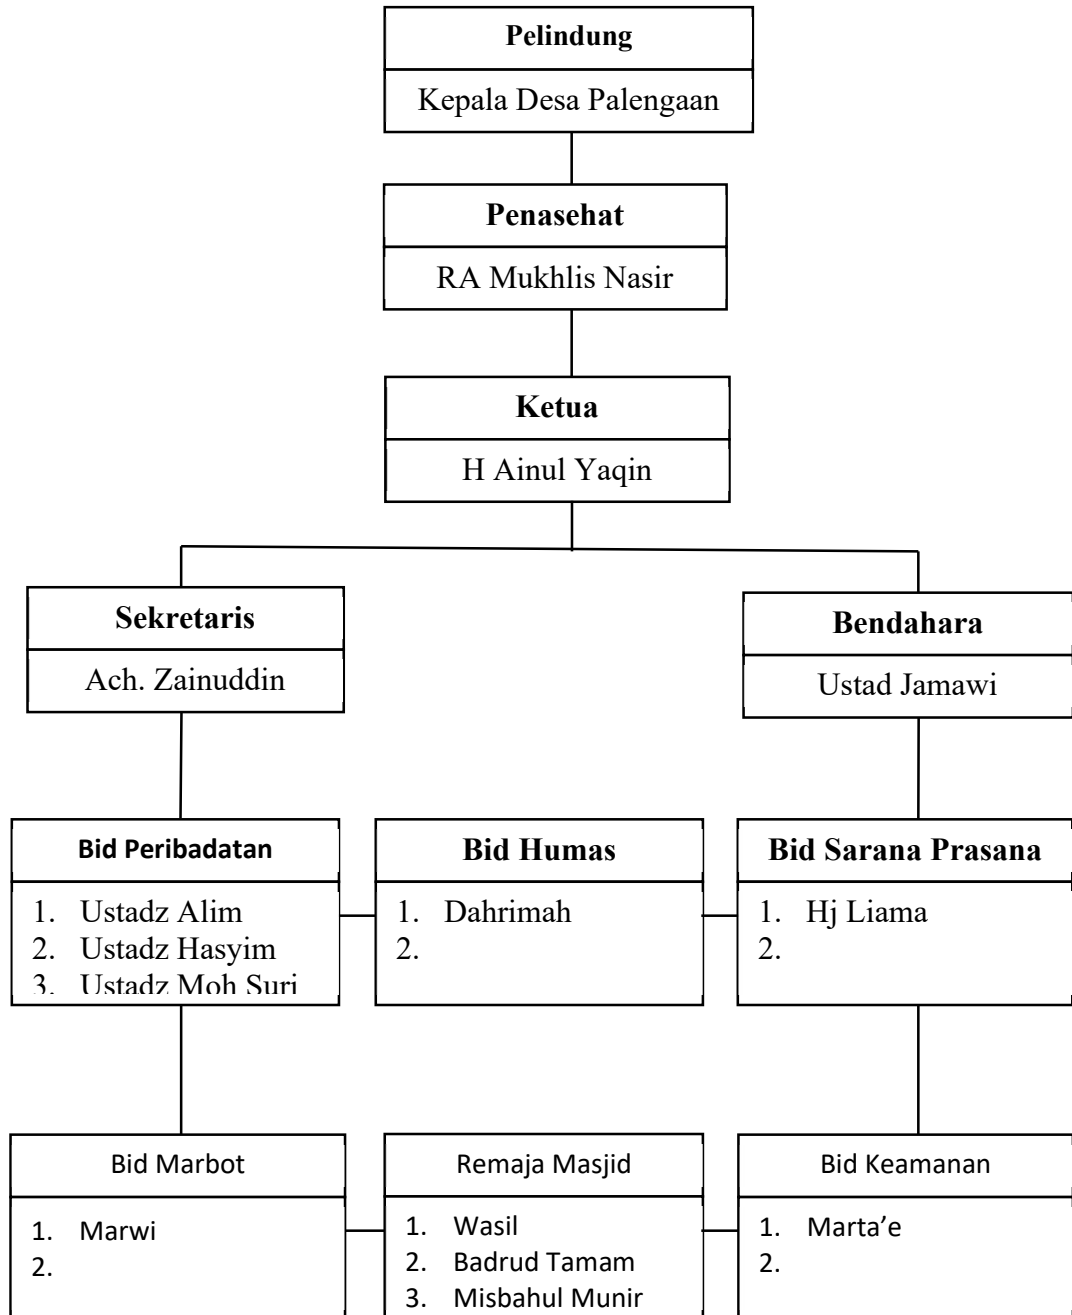 Pelindung
Kepala Desa Palengaan
Penasehat
RA Mukhlis Nasir
Ketua
H Ainul Yaqin
Sekretaris
Ach. Zainuddin
Bendahara
Ustad Jamawi
Bid Peribadatan
1. Ustadz Alim
2. Ustadz Hasyim
3. Ustadz Moh Suri
Bid Humas
1. Dahrimah
2.
Bid Sarana Prasana
1. Hj Liama
2.
Bid Marbot
1. Marwi
2.
Remaja Masjid
1. Wasil
2. Badrud Tamam
3. Misbahul Munir
Bid Keamanan
1. Marta’e
2.